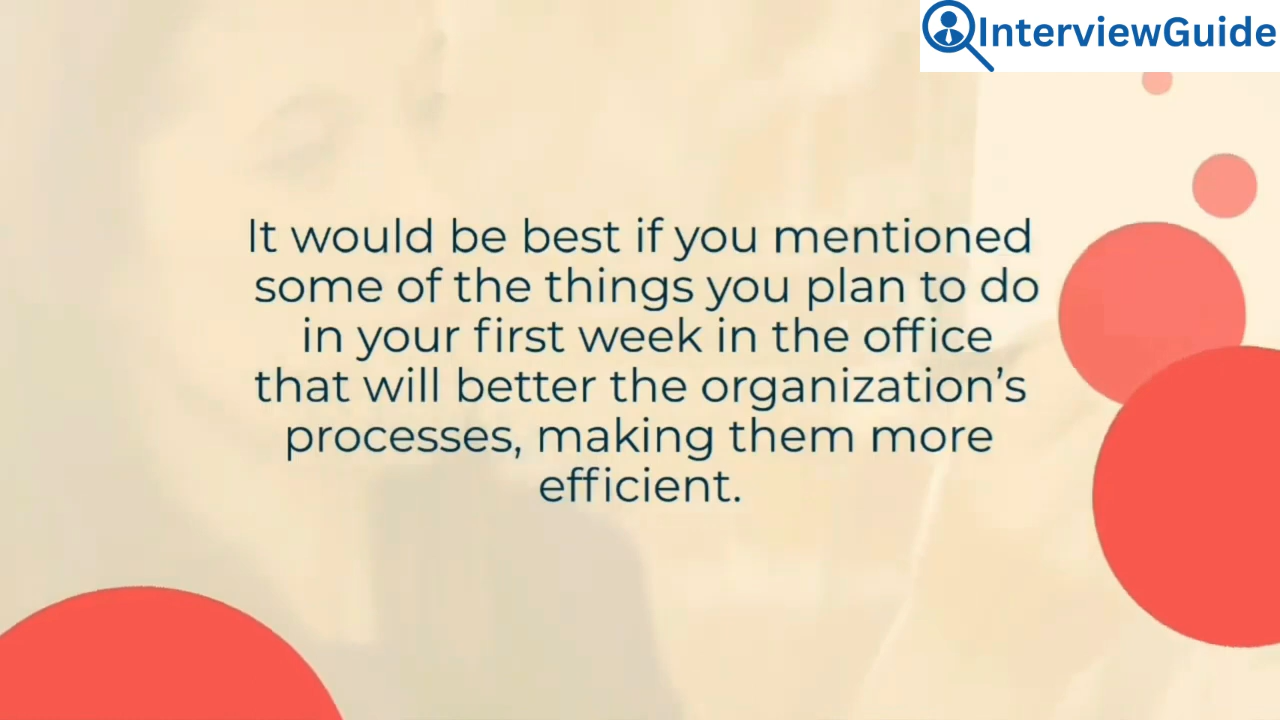 InterviewGuide
It would be best if you mentioned
some of the things you plan to do
in your first week in the office
that will better the organization’s
processes, making them more
efficient.